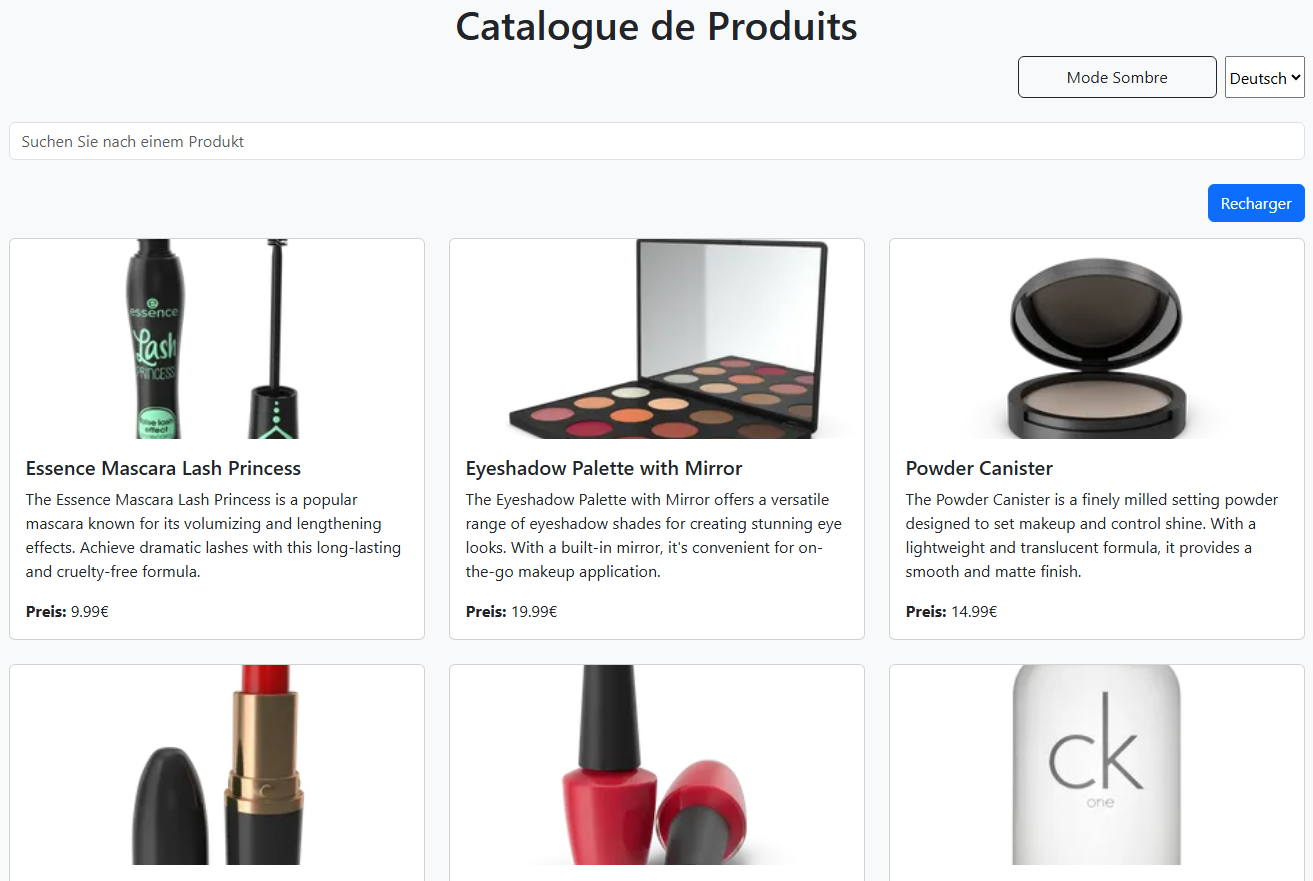 Catalogue de Produits
Mode Sombre
Deutsch
Suchen Sie nach einem Produkt
Recharger
essence
Lash
PRINCESS
false lash
effect
Essence Mascara Lash Princess
The Essence Mascara Lash Princess is a popular
mascara known for its volumizing and lengthening
effects. Achieve dramatic lashes with this long-lasting
and cruelty-free formula.
Preis: 9.99€
Eyeshadow Palette with Mirror
The Eyeshadow Palette with Mirror offers a versatile
range of eyeshadow shades for creating stunning eye
looks. With a built-in mirror, it's convenient for on-
the-go makeup application.
Preis: 19.99€
Powder Canister
The Powder Canister is a finely milled setting powder
designed to set makeup and control shine. With a
lightweight and translucent formula, it provides a
smooth and matte finish.
Preis: 14.99€
ck
one